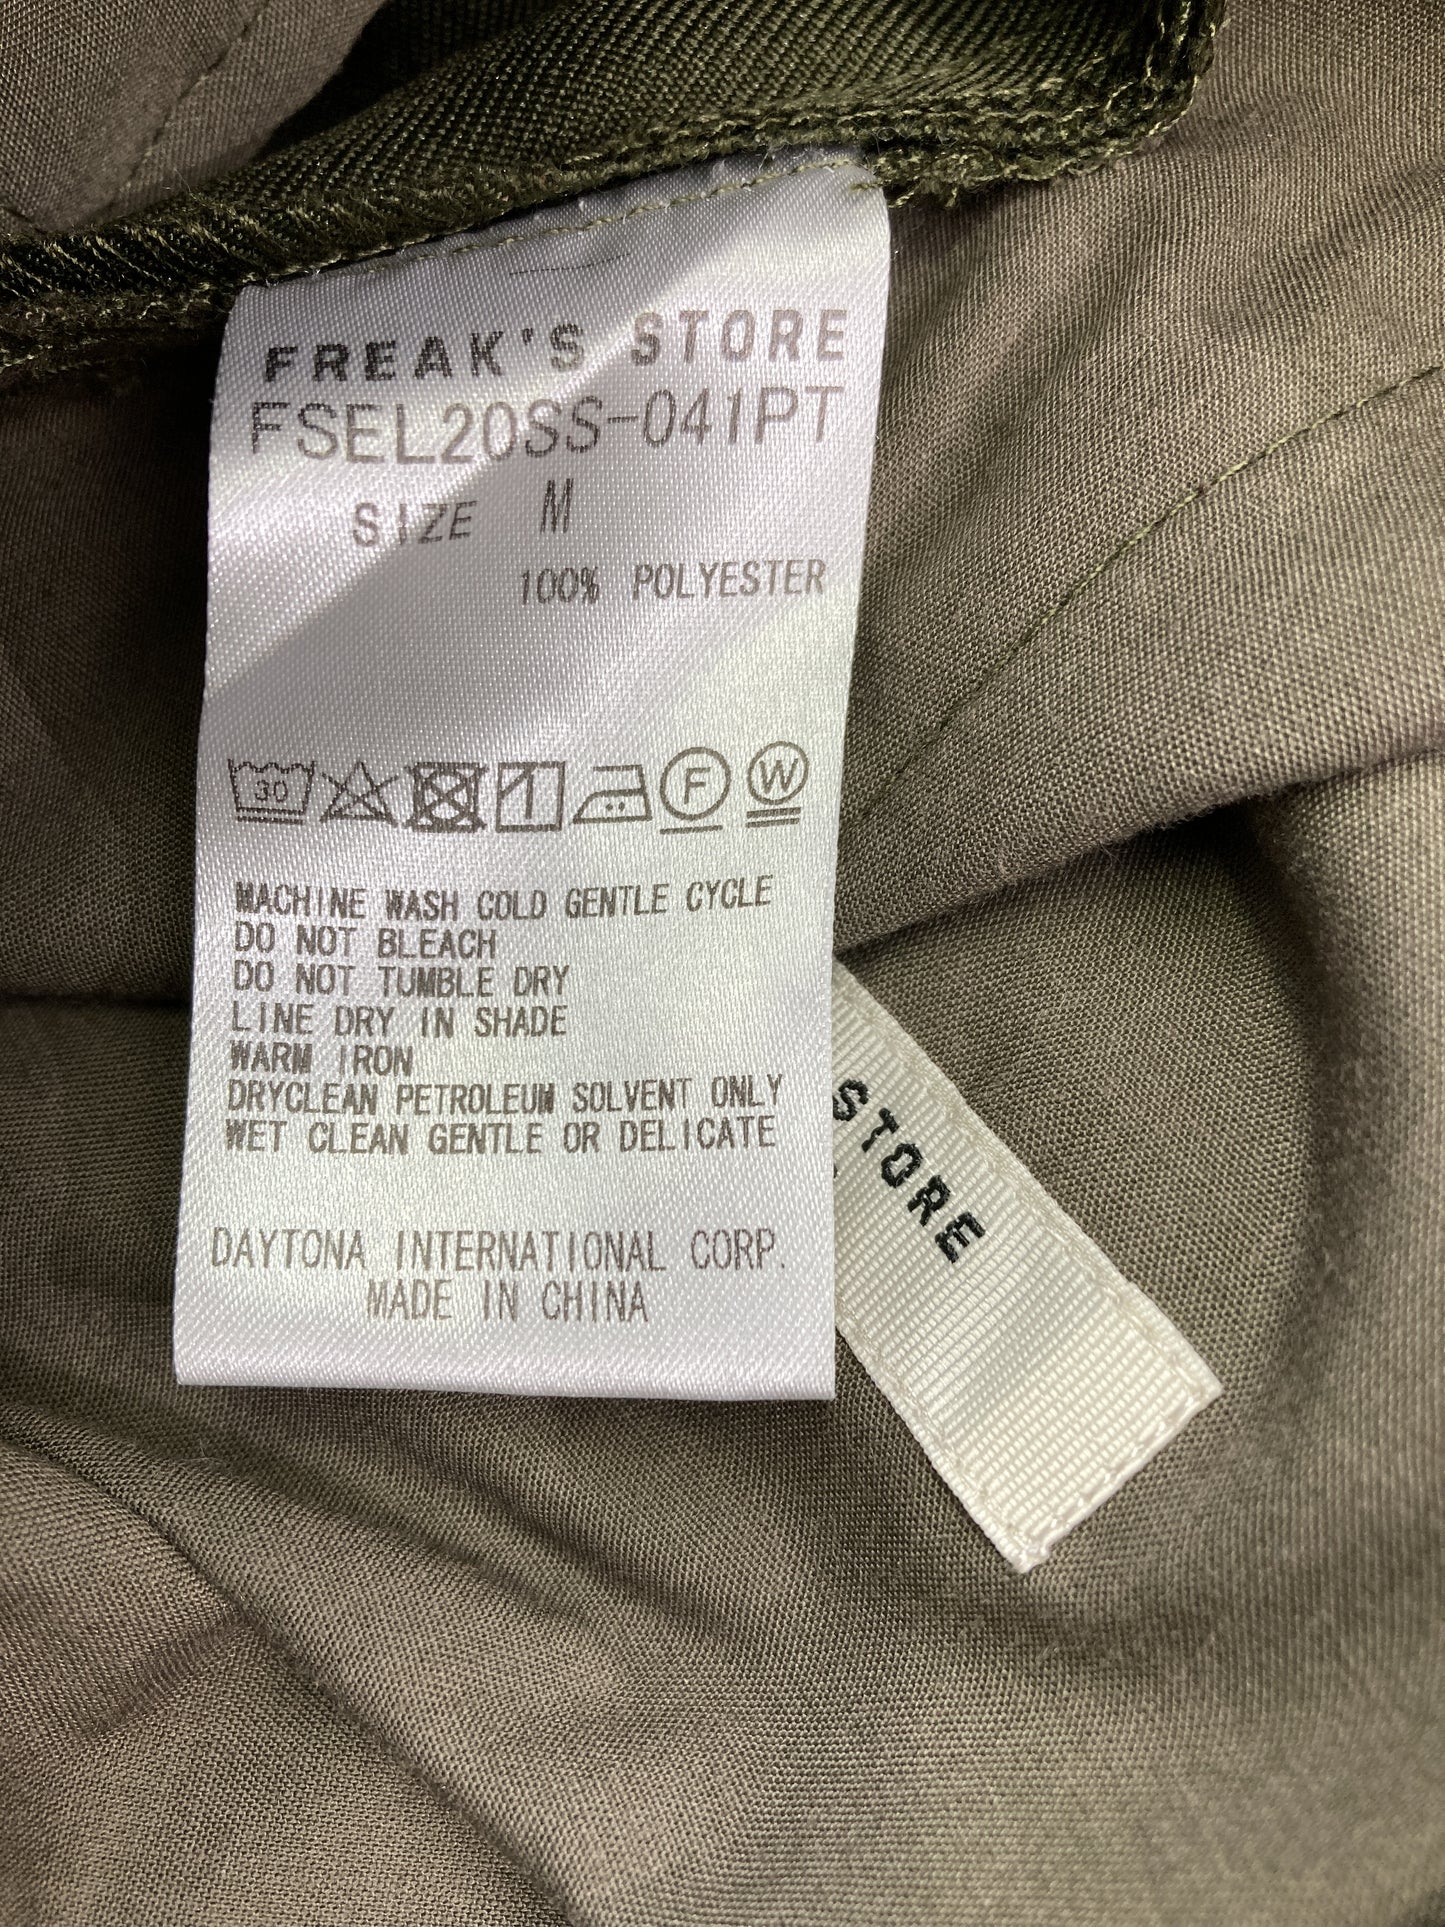 FREAK'S STORE
FSEL20SS-041PT
SIZE M
100% POLYESTER
30 F W
MACHINE WASH COLD GENTLE CYCLE
DO NOT BLEACH
DO NOT TUMBLE DRY
LINE DRY IN SHADE
WARM IRON
DRYCLEAN PETROLEUM SOLVENT ONLY
WET CLEAN GENTLE OR DELICATE
DAYTONA INTERNATIONAL CORP.
MADE IN CHINA
STORE